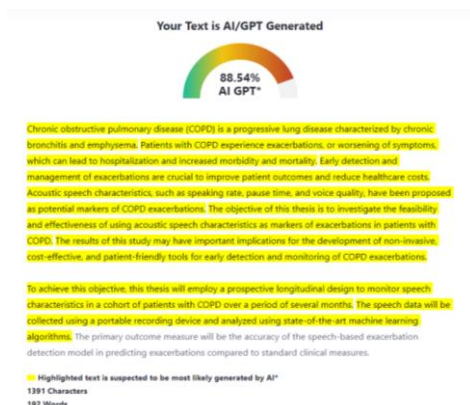 Your Text is AI/GPT Generated
88.54%
AI GPT*
Chronic obstructive pulmonary disease (COPD) is a progressive lung disease characterized by chronic
bronchitis and emphysema. Patients with COPD experience exacerbations, or worsening of symptoms,
which can lead to hospitalization and increased morbidity and mortality. Early detection and
management of exacerbations are crucial to improve patient outcomes and reduce healthcare costs.
Acoustic speech characteristics, such as speaking rate, pause time, and voice quality, have been proposed
as potential markers of COPD exacerbations. The objective of this thesis is to investigate the feasibility
and effectiveness of using acoustic speech characteristics as markers of exacerbations in patients with
COPD. The results of this study may have important implications for the development of non-invasive,
cost-effective, and patient-friendly tools for early detection and monitoring of COPD exacerbations.
To achieve this objective, this thesis will employ a prospective longitudinal design to monitor speech
characteristics in a cohort of patients with COPD over a period of several months. The speech data will be
collected using a portable recording device and analyzed using state-of-the-art machine learning
algorithms. The primary outcome measure will be the accuracy of the speech-based exacerbation
detection model in predicting exacerbations compared to standard clinical measures.
Highlighted text is suspected to be most likely generated by AI*
1391 Characters
192 Words